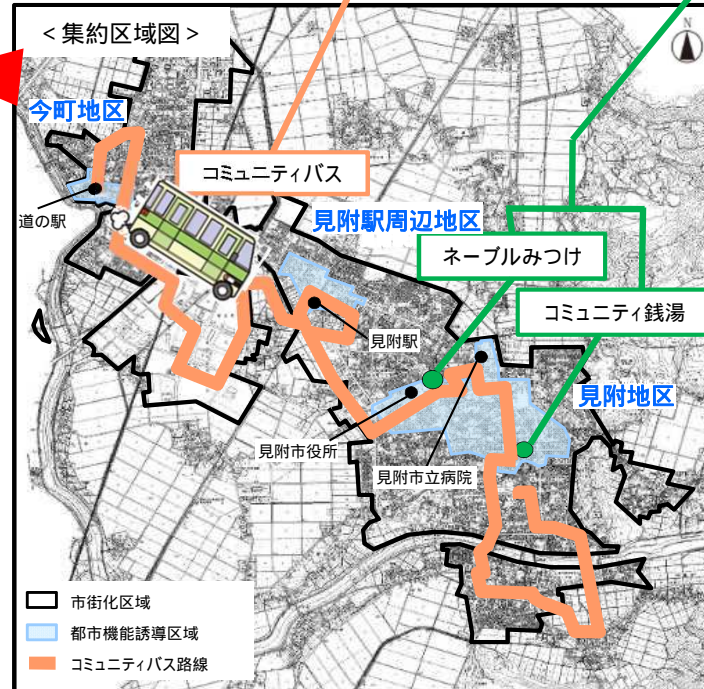 ＜集約区域図＞
N
今町地区
コミュニティバス
道の駅
見附駅周辺地区
ネーブルみつけ
コミュニティ銭湯
見附駅
見附地区
見附市役所
見附市立病院
市街化区域
都市機能誘導区域
コミュニティバス路線